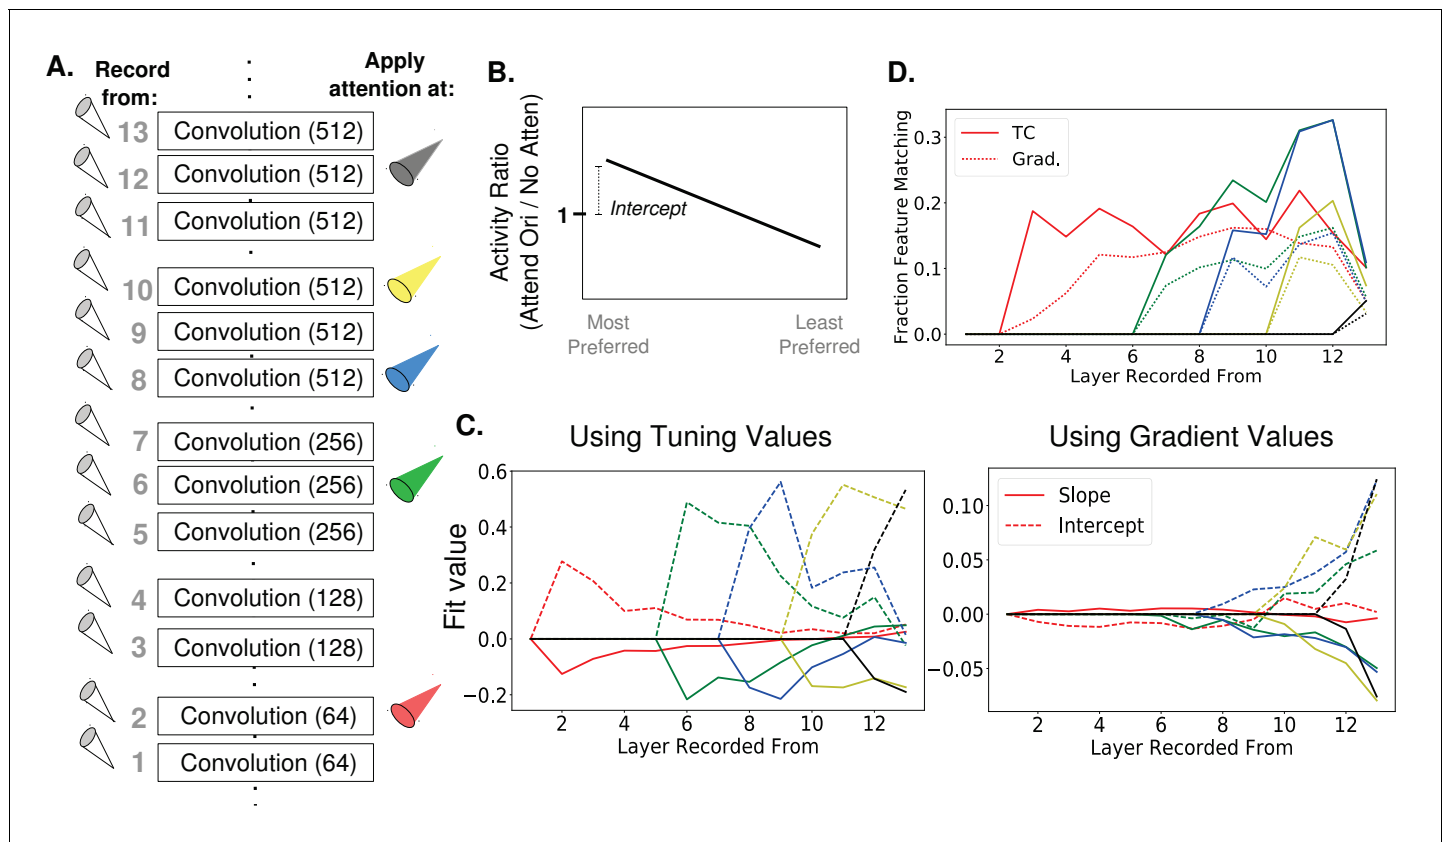 A.
Record
from:
Apply
attention at:
13 Convolution (512)
12 Convolution (512)
11 Convolution (512)
10 Convolution (512)
9 Convolution (512)
8 Convolution (512)
7 Convolution (256)
6 Convolution (256)
5 Convolution (256)
4 Convolution (128)
3 Convolution (128)
2 Convolution (64)
1 Convolution (64)
B.
Activity Ratio
(Attend Ori / No Atten)
1
Intercept
Most
Preferred
Least
Preferred
D.
Fraction Feature Matching
0.3
0.2
0.1
0.0
TC
Grad.
2 4 6 8 10 12
Layer Recorded From
C.
Using Tuning Values
Fit value
0.6
0.4
0.2
0.0
−0.2
2 4 6 8 10 12
Layer Recorded From
Using Gradient Values
Slope
Intercept
0.10
0.05
0.00
−0.05
2 4 6 8 10 12
Layer Recorded From